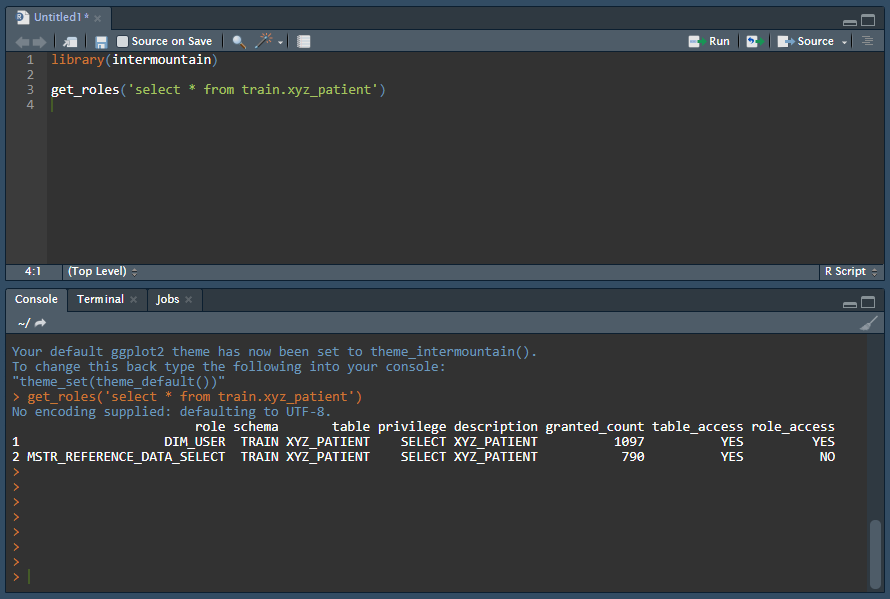 Untitled1* ×
Source on Save
Run
Source
1 library(intermountain)
2
3 get_roles('select * from train.xyz_patient')
4
4:1 (Top Level) R Script
Console Terminal × Jobs ×
~/
Your default ggplot2 theme has now been set to theme_intermountain().
To change this back type the following into your console:
"theme_set(theme_default())"
> get_roles('select * from train.xyz_patient')
No encoding supplied: defaulting to UTF-8.
role schema table privilege description granted_count table_access role_access
1 DIM_USER TRAIN XYZ_PATIENT SELECT XYZ_PATIENT 1097 YES YES
2 MSTR_REFERENCE_DATA_SELECT TRAIN XYZ_PATIENT SELECT XYZ_PATIENT 790 YES NO
>
>
>
>
>
>
>
>